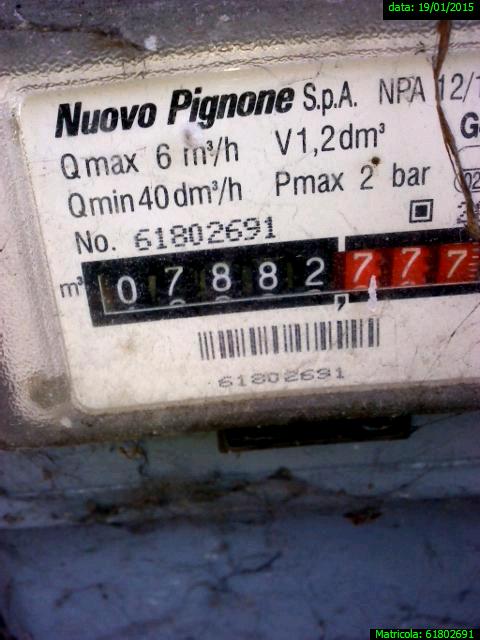 data: 19/01/2015
Nuovo Pignone S.p.A. NPA 12/1
Qmax 6 m³/h V1,2dm³ G
Qmin 40 dm³/h Pmax 2 bar
No. 61802691
m³ 07882,777
61802691
Matricola: 61802691